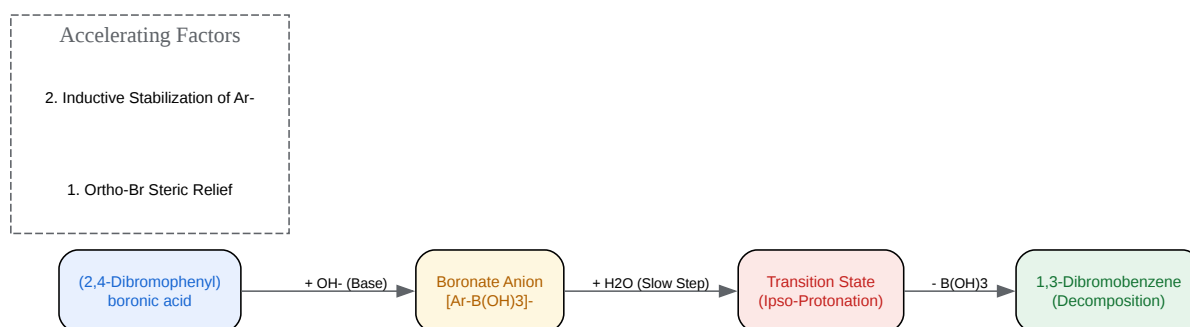 Accelerating Factors
2. Inductive Stabilization of Ar-
1. Ortho-Br Steric Relief
(2,4-Dibromophenyl)
boronic acid
+ OH- (Base)
Boronate Anion
[Ar-B(OH)3]-
+ H2O (Slow Step)
Transition State
(Ipso-Protonation)
- B(OH)3
1,3-Dibromobenzene
(Decomposition)